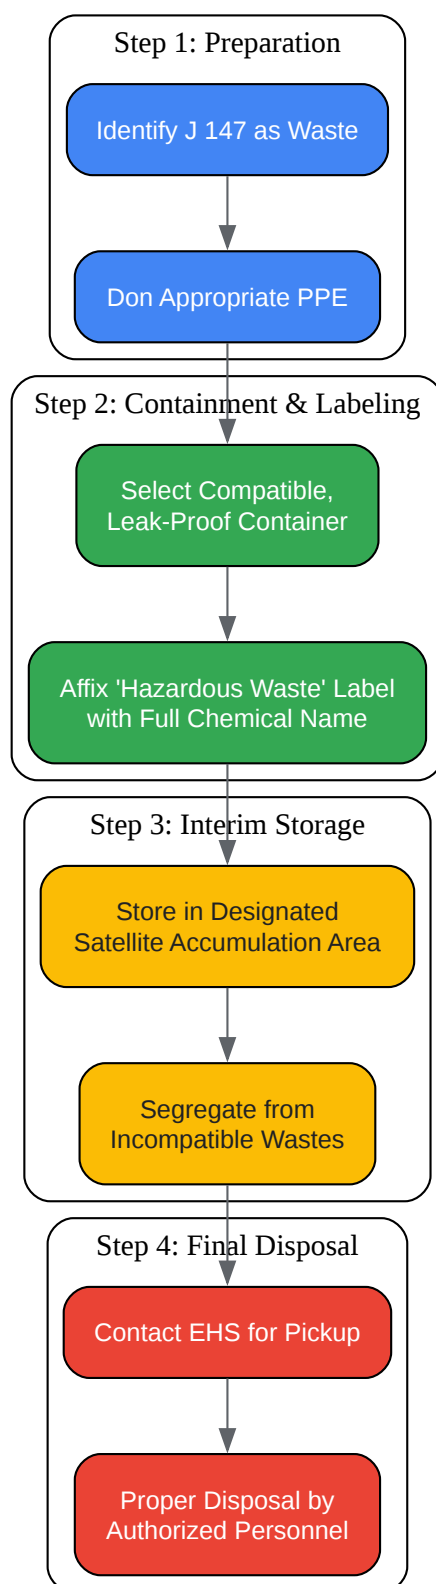 Step 1: Preparation
Identify J 147 as Waste
Don Appropriate PPE
Step 2: Containment & Labeling
Select Compatible,
Leak-Proof Container
Affix 'Hazardous Waste' Label
with Full Chemical Name
Step 3: Interim Storage
Store in Designated
Satellite Accumulation Area
Segregate from
Incompatible Wastes
Step 4: Final Disposal
Contact EHS for Pickup
Proper Disposal by
Authorized Personnel